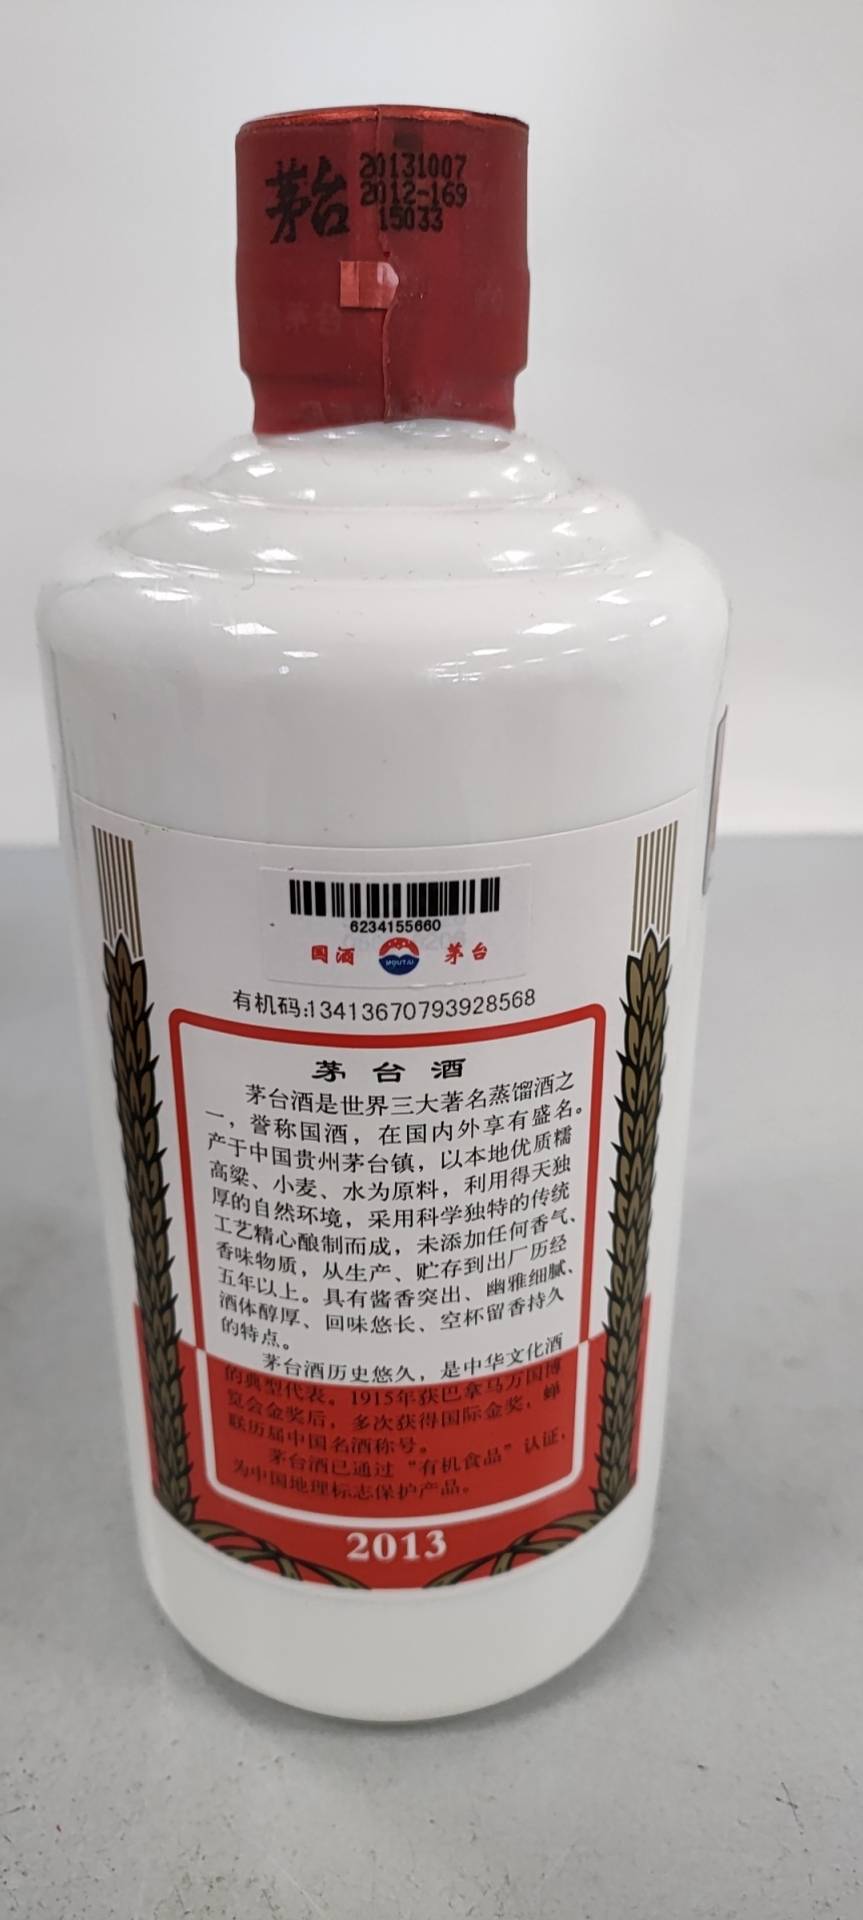 茅台
20131007
2012-169
15033
6234155660
国酒 MOUTAI 茅台
有机码:13413670793928568
茅台酒
茅台酒是世界三大著名蒸馏酒之
一，誉称国酒，在国内外享有盛名。
产于中国贵州茅台镇，以本地优质糯
高粱、小麦、水为原料，利用得天独
厚的自然环境，采用科学独特的传统
工艺精心酿制而成，未添加任何香气、
香味物质，从生产、贮存到出厂历经
五年以上。具有酱香突出、幽雅细腻、
酒体醇厚、回味悠长、空杯留香持久
的特点。
茅台酒历史悠久，是中华文化酒
的典型代表。1915年获巴拿马万国博
览会金奖后，多次获得国际金奖，蝉
联历届中国名酒称号。
茅台酒已通过“有机食品”认证，
为中国地理标志保护产品。
2013